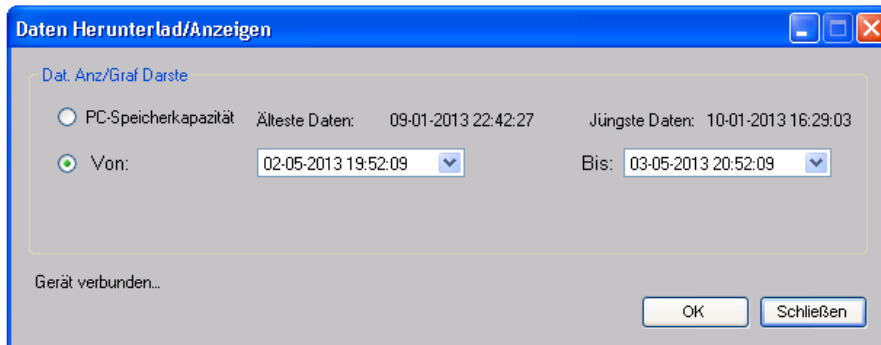 Daten Herunterlad/Anzeigen
Dat. Anz/Graf Darste
PC-Speicherkapazität Älteste Daten: 09-01-2013 22:42:27 Jüngste Daten: 10-01-2013 16:29:03
Von: 02-05-2013 19:52:09 Bis: 03-05-2013 20:52:09
Gerät verbunden...
OK Schließen